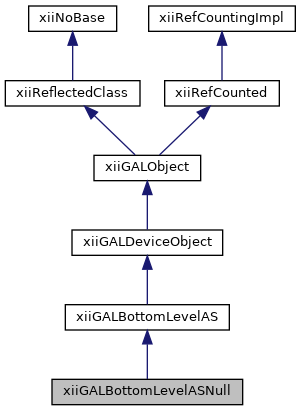 xiiNoBase
xiiRefCountingImpl
xiiReflectedClass
xiiRefCounted
xiiGALObject
xiiGALDeviceObject
xiiGALBottomLevelAS
xiiGALBottomLevelASNull